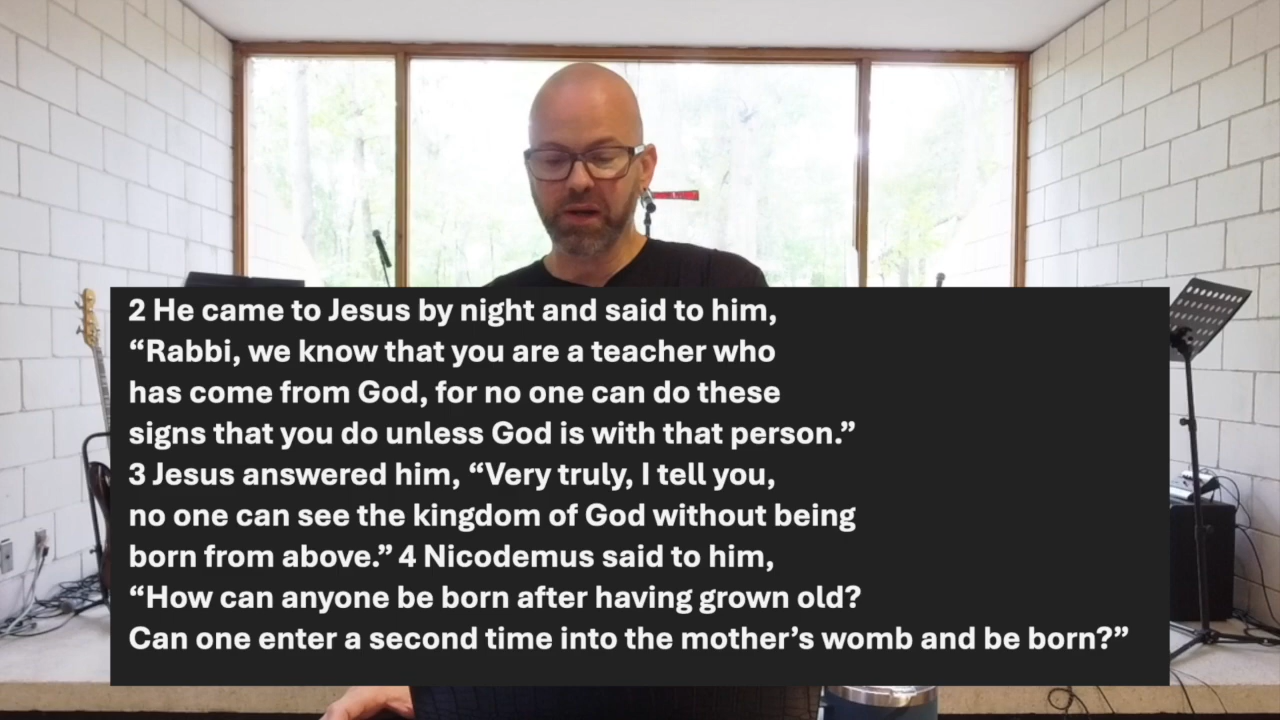 2 He came to Jesus by night and said to him,
“Rabbi, we know that you are a teacher who
has come from God, for no one can do these
signs that you do unless God is with that person.”
3 Jesus answered him, “Very truly, I tell you,
no one can see the kingdom of God without being
born from above.” 4 Nicodemus said to him,
“How can anyone be born after having grown old?
Can one enter a second time into the mother’s womb and be born?”